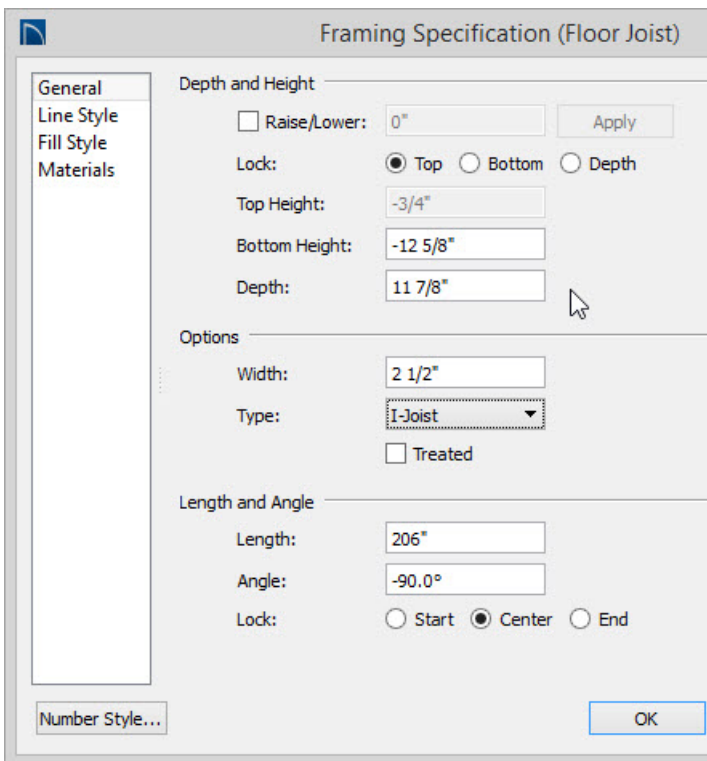 Framing Specification (Floor Joist)
General
Line Style
Fill Style
Materials
Depth and Height
Raise/Lower: 0" Apply
Lock: Top Bottom Depth
Top Height: -3/4"
Bottom Height: -12 5/8"
Depth: 11 7/8"
Options
Width: 2 1/2"
Type: I-Joist
Treated
Length and Angle
Length: 206"
Angle: -90.0°
Lock: Start Center End
Number Style... OK